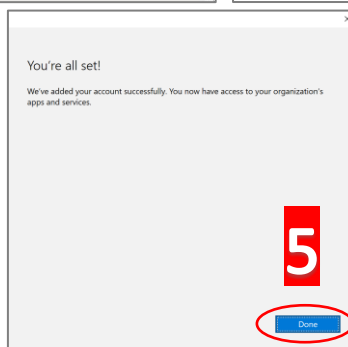 You're all set!
We've added your account successfully. You now have access to your organization's
apps and services.
5
Done